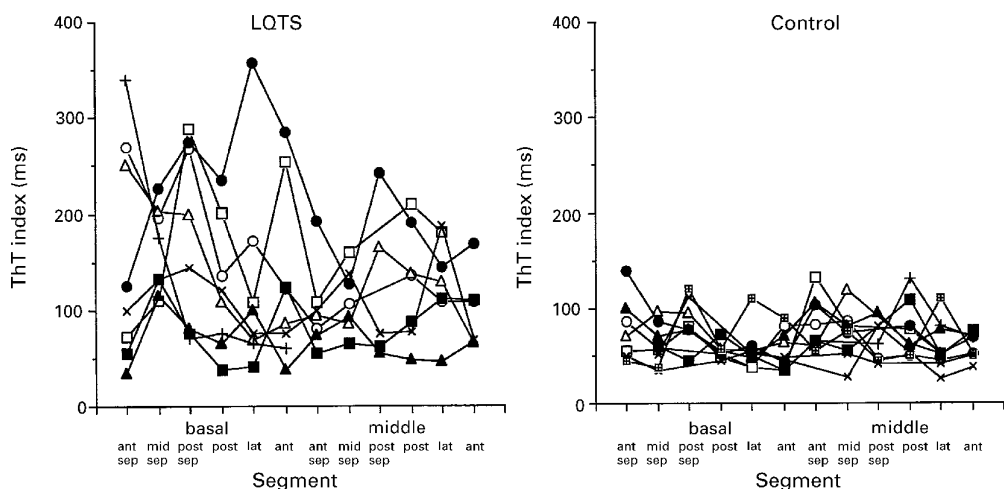 LQTS
400
300
200
100
0
ThT index (ms)
basal
middle
ant sep
mid sep
post sep
post
lat
ant
ant sep
mid sep
post sep
post
lat
ant
Segment
Control
400
300
200
100
0
ThT index (ms)
basal
middle
ant sep
mid sep
post sep
post
lat
ant
ant sep
mid sep
post sep
post
lat
ant
Segment